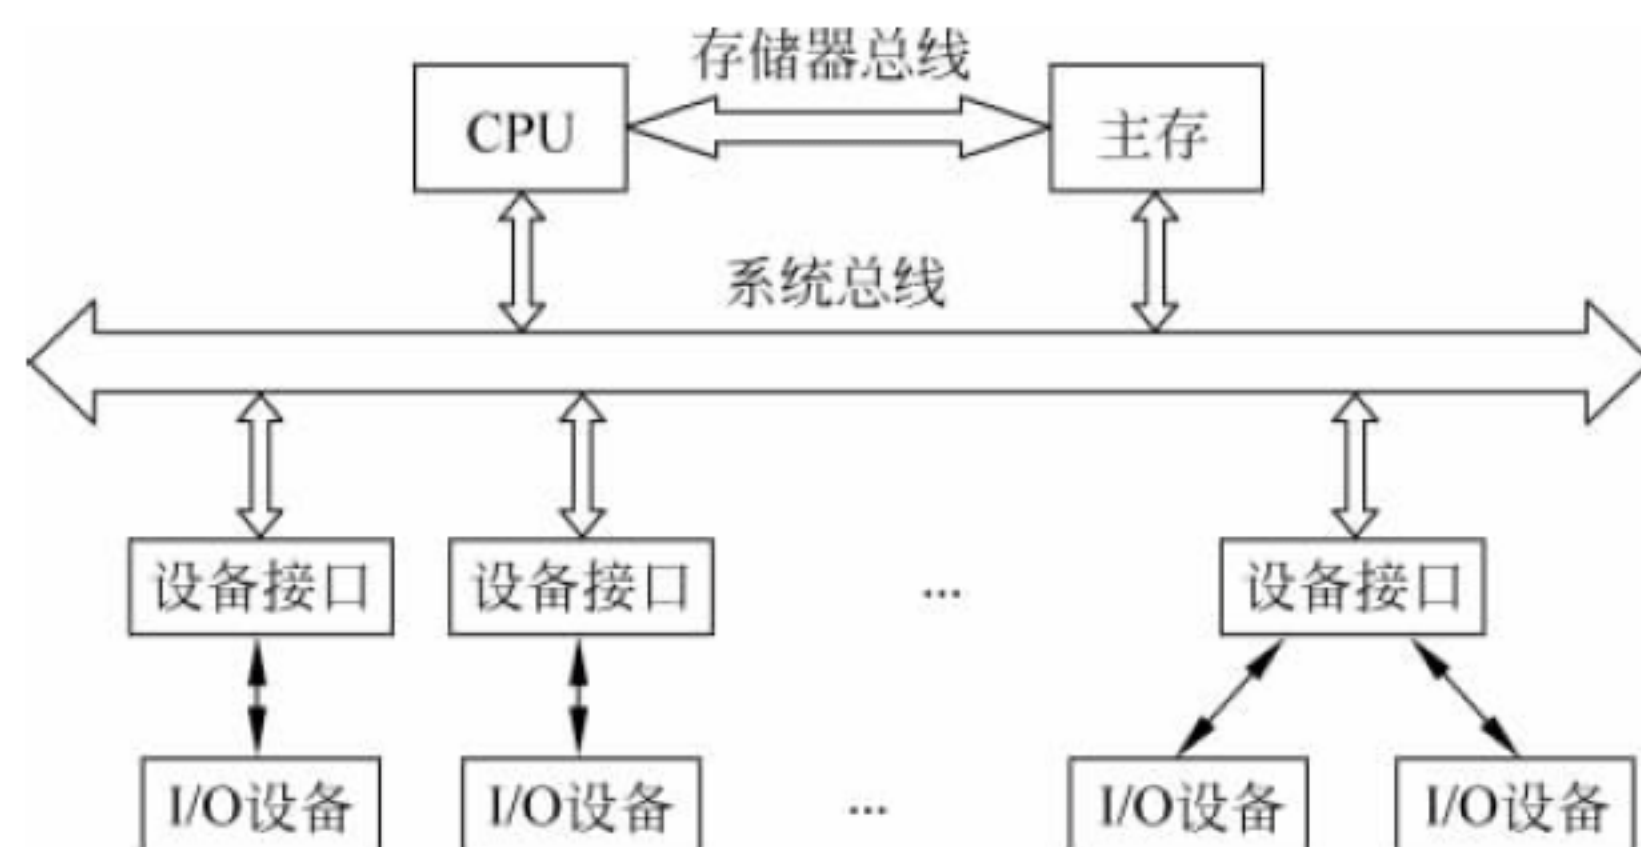 存储器总线
CPU
主存
系统总线
设备接口
设备接口
...
设备接口
I/O设备
I/O设备
...
I/O设备
I/O设备